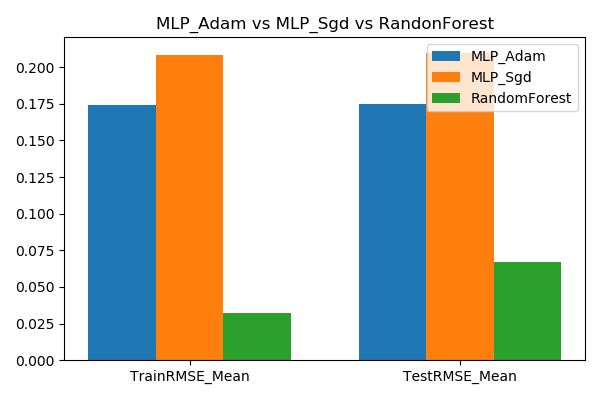 MLP_Adam vs MLP_Sgd vs RandonForest
MLP_Adam
MLP_Sgd
RandomForest
0.200
0.175
0.150
0.125
0.100
0.075
0.050
0.025
0.000
TrainRMSE_Mean
TestRMSE_Mean